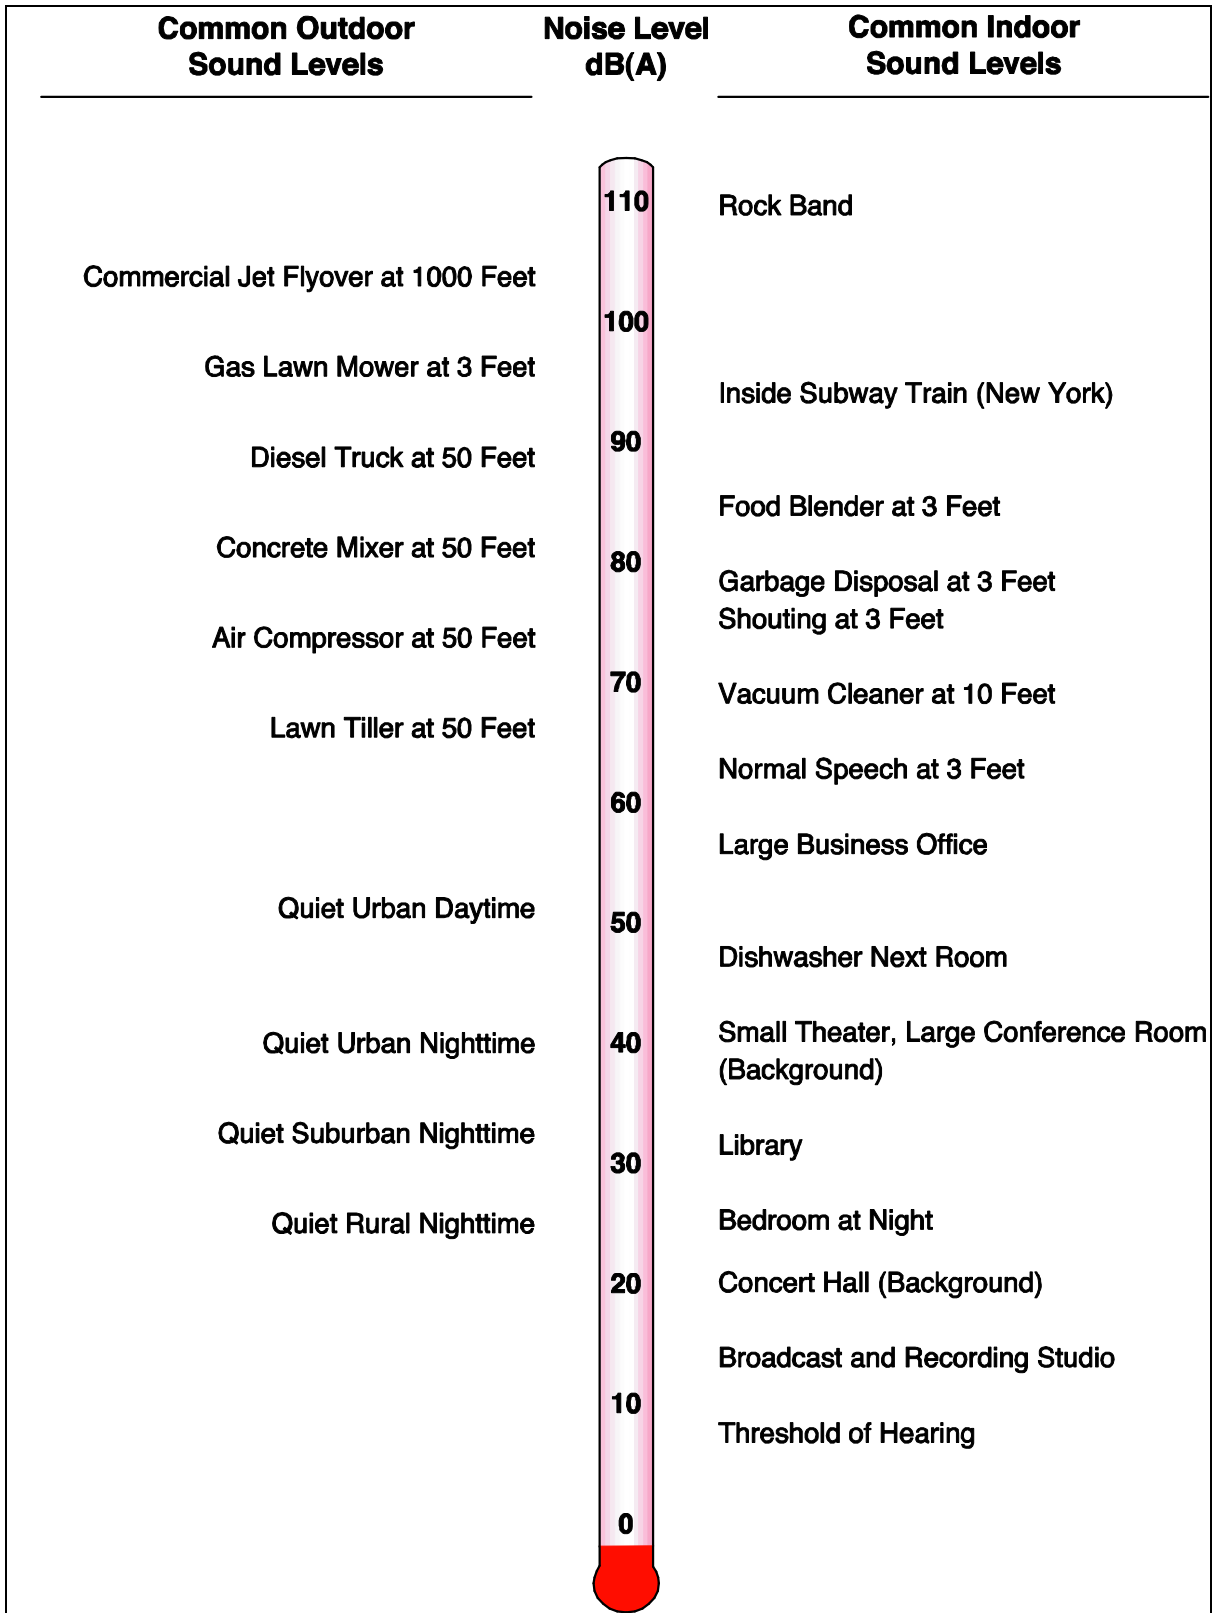 Common Outdoor
Sound Levels
Noise Level
dB(A)
Common Indoor
Sound Levels
110
Rock Band
Commercial Jet Flyover at 1000 Feet
100
Gas Lawn Mower at 3 Feet
Inside Subway Train (New York)
90
Diesel Truck at 50 Feet
Food Blender at 3 Feet
Concrete Mixer at 50 Feet
80
Garbage Disposal at 3 Feet
Shouting at 3 Feet
Air Compressor at 50 Feet
70
Vacuum Cleaner at 10 Feet
Lawn Tiller at 50 Feet
Normal Speech at 3 Feet
60
Large Business Office
Quiet Urban Daytime
50
Dishwasher Next Room
Quiet Urban Nighttime
40
Small Theater, Large Conference Room
(Background)
Quiet Suburban Nighttime
Library
30
Quiet Rural Nighttime
Bedroom at Night
20
Concert Hall (Background)
Broadcast and Recording Studio
10
Threshold of Hearing
0